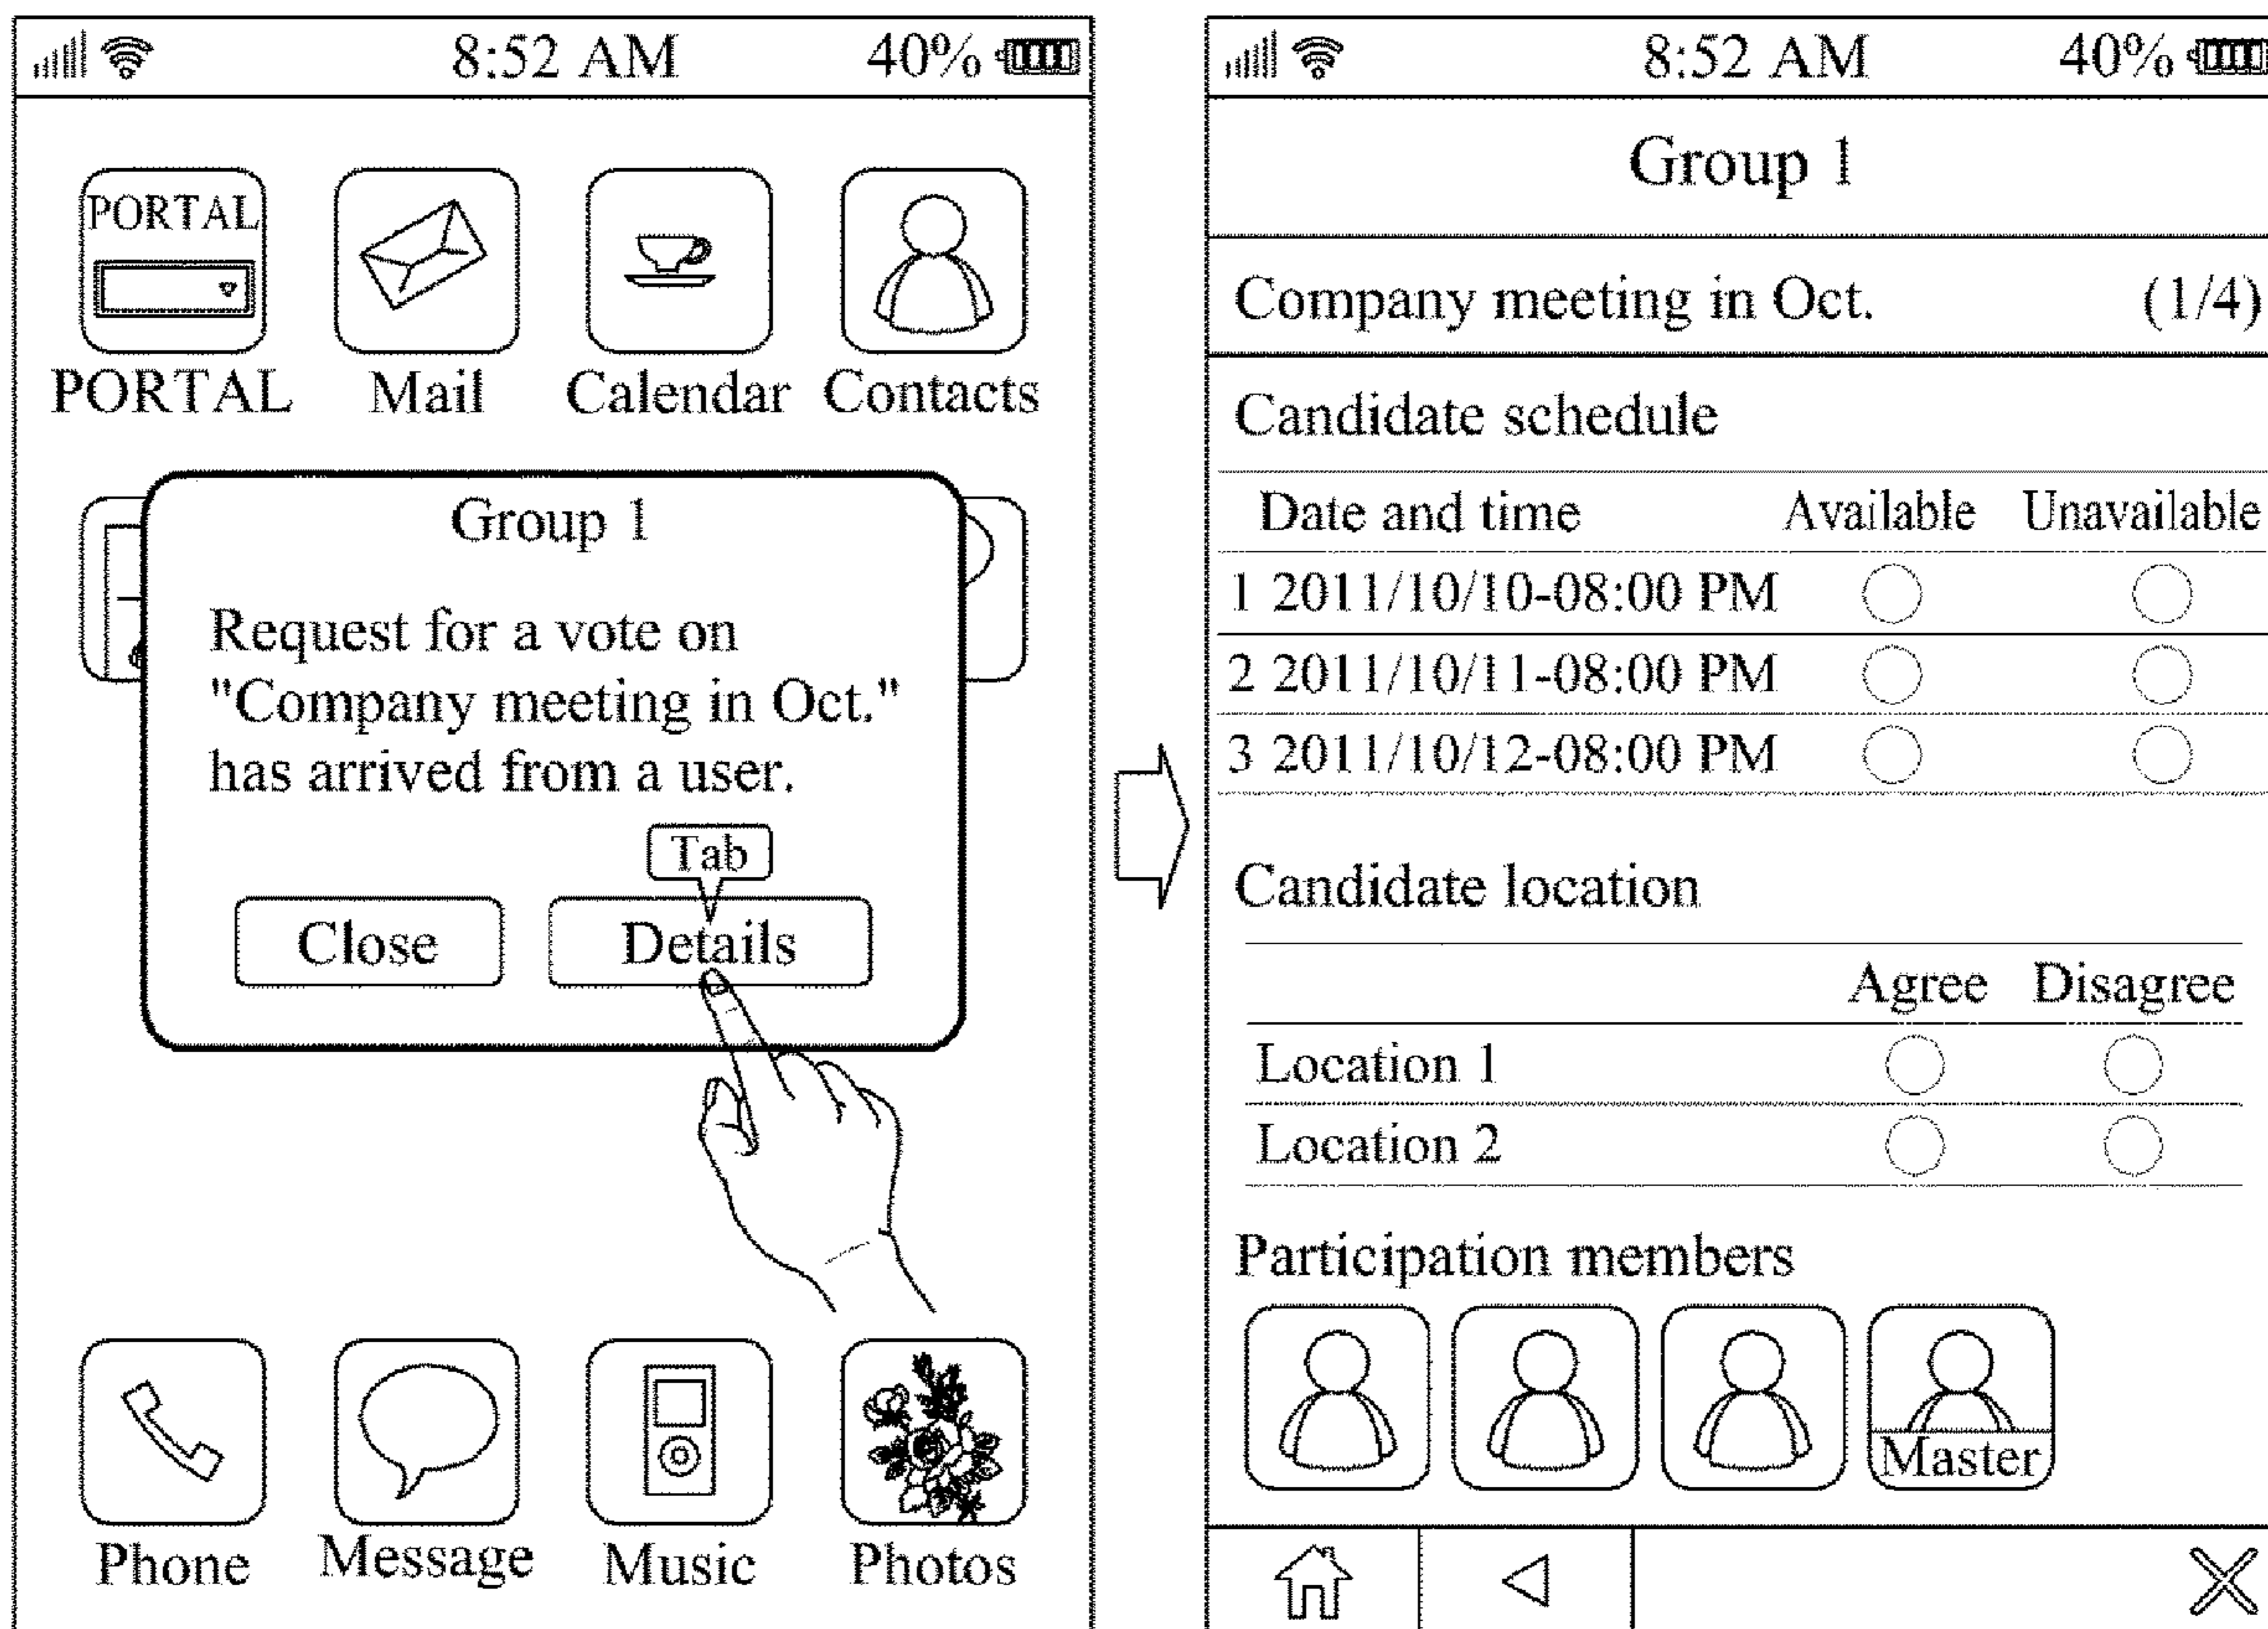 8:52 AM 40%
PORTAL
PORTAL Mail Calendar Contacts
Group 1
Request for a vote on
"Company meeting in Oct."
has arrived from a user.
Tab
Close Details
Phone Message Music Photos
8:52 AM 40%
Group 1
Company meeting in Oct. (1/4)
Candidate schedule
Date and time Available Unavailable
1 2011/10/10-08:00 PM
2 2011/10/11-08:00 PM
3 2011/10/12-08:00 PM
Candidate location
Agree Disagree
Location 1
Location 2
Participation members
Master